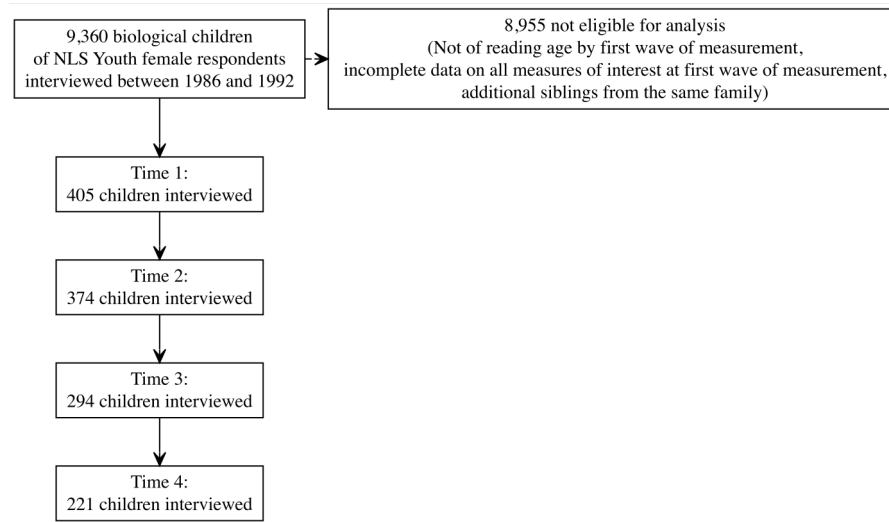 9,360 biological children
of NLS Youth female respondents
interviewed between 1986 and 1992
8,955 not eligible for analysis
(Not of reading age by first wave of measurement,
incomplete data on all measures of interest at first wave of measurement,
additional siblings from the same family)
Time 1:
405 children interviewed
Time 2:
374 children interviewed
Time 3:
294 children interviewed
Time 4:
221 children interviewed